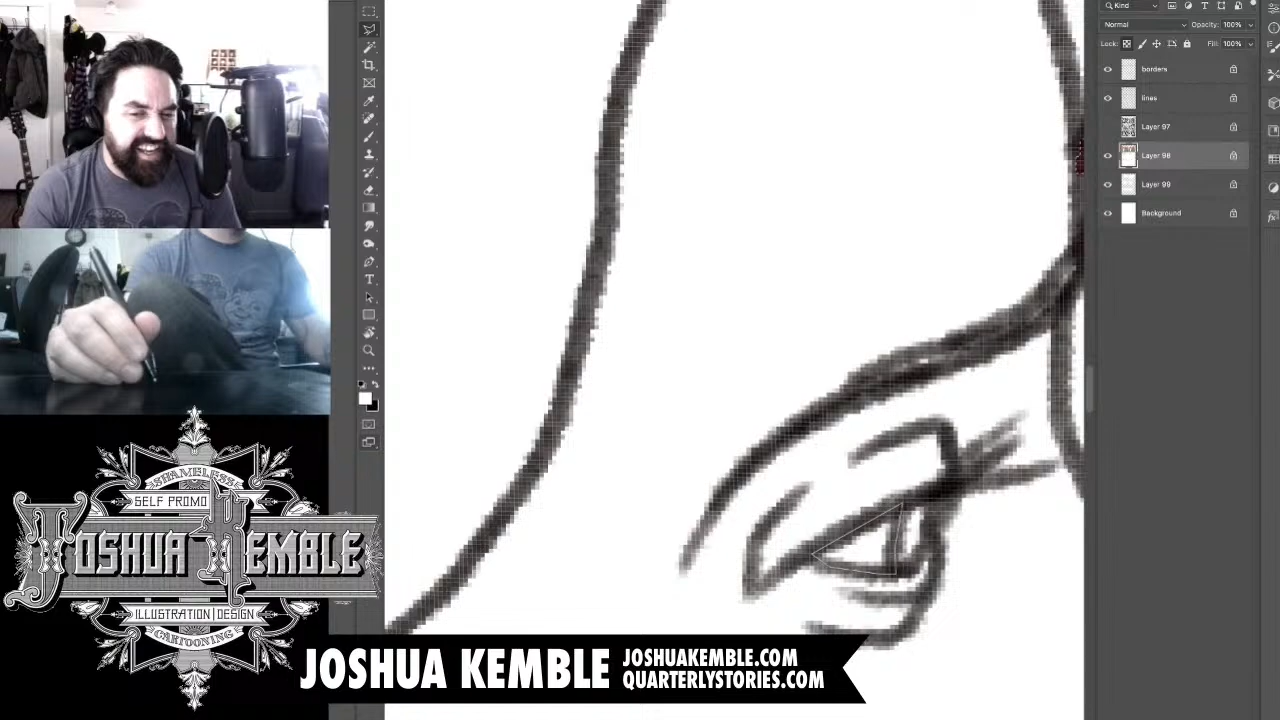 Kind
Normal
Opacity: 100%
Lock:
Fill: 100%
borders
lines
Layer 97
Layer 98
Layer 99
Background
SHAMELESS
SELF PROMO
JOSHUA KEMBLE
ILLUSTRATION|DESIGN
CARTOONING
JOSHUA KEMBLE
JOSHUAKEMBLE.COM
QUARTERLYSTORIES.COM